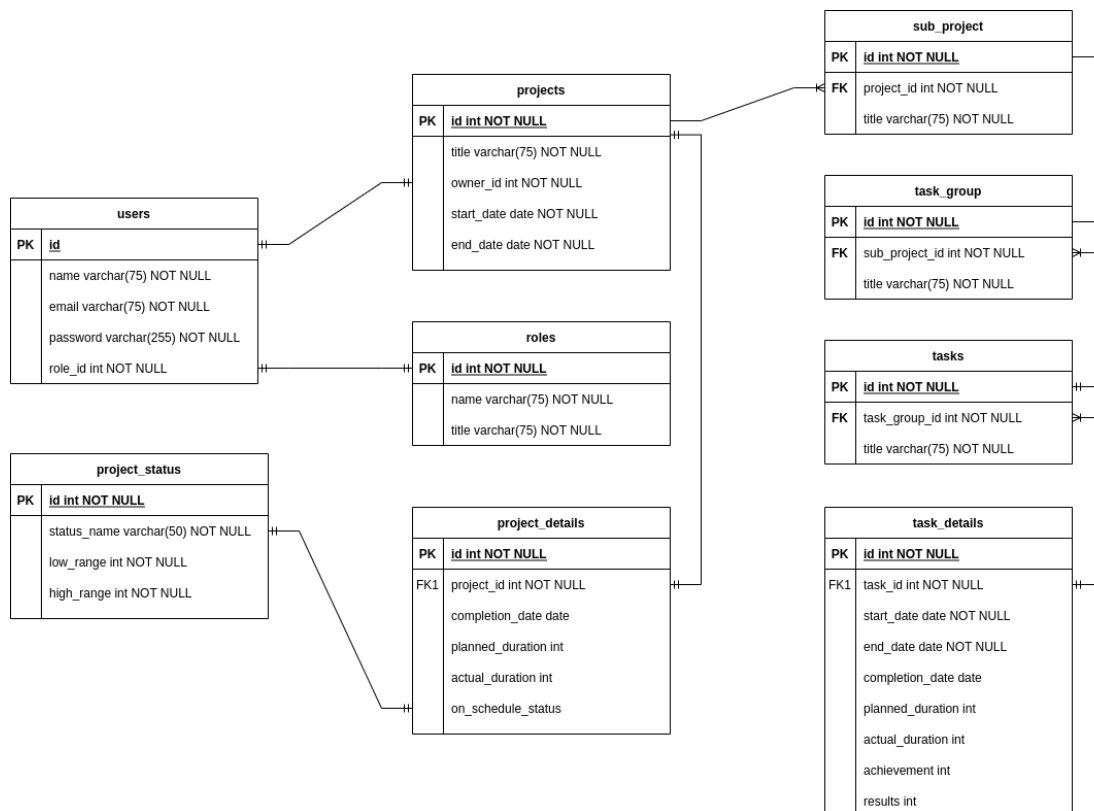 users
PK id
name varchar(75) NOT NULL
email varchar(75) NOT NULL
password varchar(255) NOT NULL
role_id int NOT NULL
project_status
PK id int NOT NULL
status_name varchar(50) NOT NULL
low_range int NOT NULL
high_range int NOT NULL
projects
PK id int NOT NULL
title varchar(75) NOT NULL
owner_id int NOT NULL
start_date date NOT NULL
end_date date NOT NULL
roles
PK id int NOT NULL
name varchar(75) NOT NULL
title varchar(75) NOT NULL
project_details
PK id int NOT NULL
FK1 project_id int NOT NULL
completion_date date
planned_duration int
actual_duration int
on_schedule_status
sub_project
PK id int NOT NULL
FK project_id int NOT NULL
title varchar(75) NOT NULL
task_group
PK id int NOT NULL
FK sub_project_id int NOT NULL
title varchar(75) NOT NULL
tasks
PK id int NOT NULL
FK task_group_id int NOT NULL
title varchar(75) NOT NULL
task_details
PK id int NOT NULL
FK1 task_id int NOT NULL
start_date date NOT NULL
end_date date NOT NULL
completion_date date
planned_duration int
actual_duration int
achievement int
results int